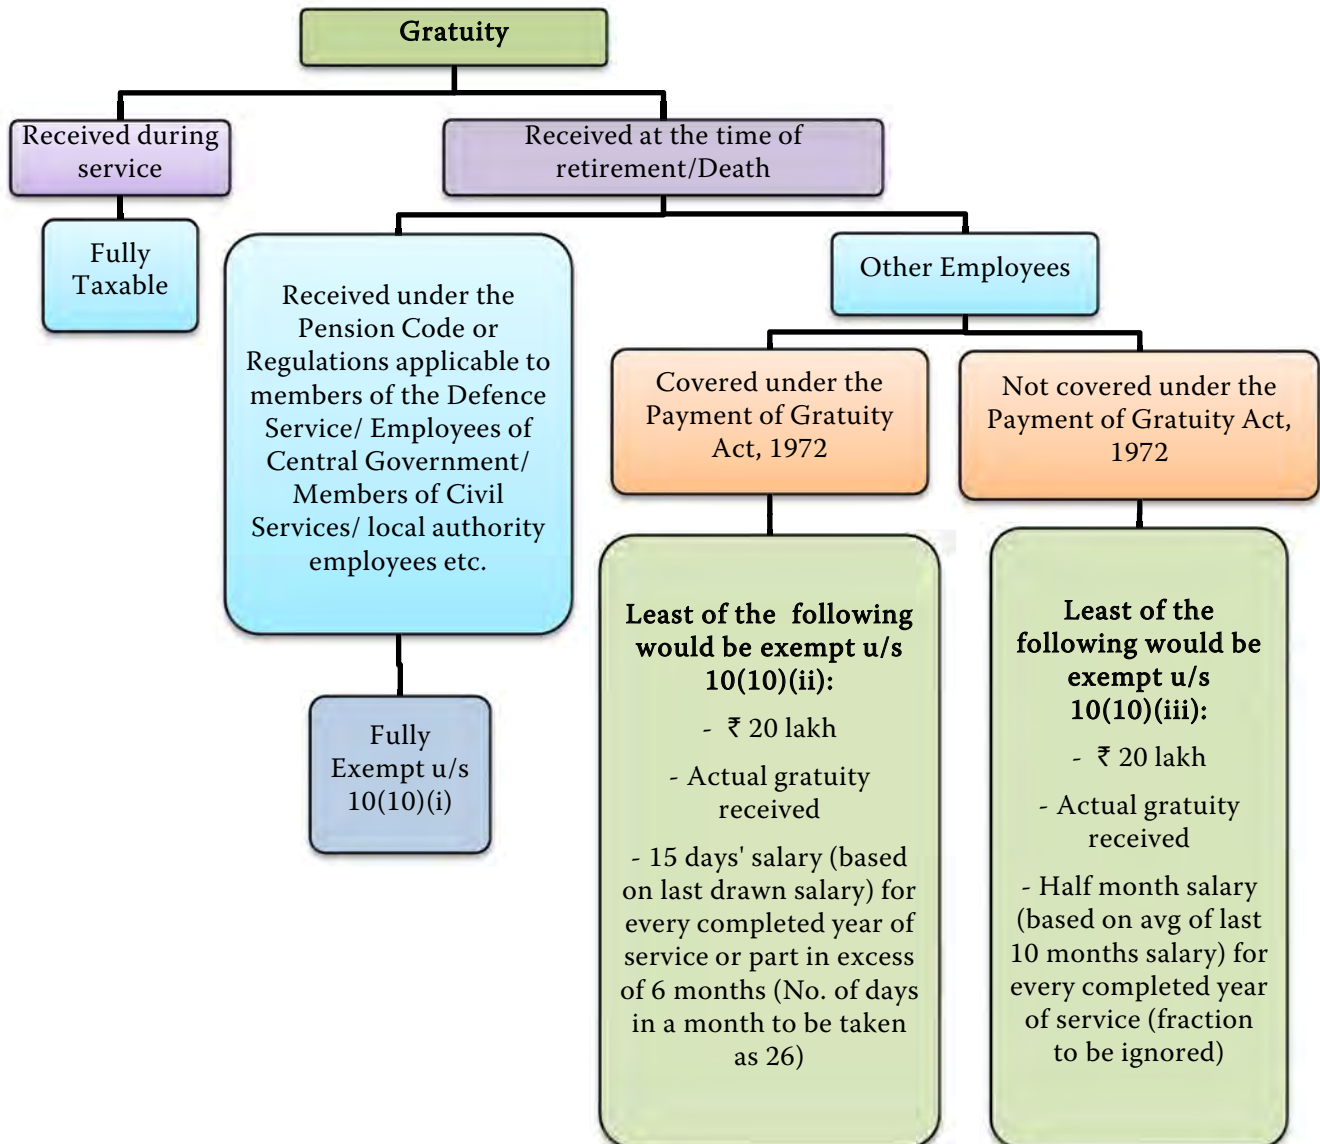 Gratuity
Received during
service
Received at the time of
retirement/Death
Fully
Taxable
Received under the
Pension Code or
Regulations applicable to
members of the Defence
Service/ Employees of
Central Government/
Members of Civil
Services/ local authority
employees etc.
Fully
Exempt u/s
10(10)(i)
Other Employees
Covered under the
Payment of Gratuity
Act, 1972
Least of the following
would be exempt u/s
10(10)(ii):
- ₹ 20 lakh
- Actual gratuity
received
- 15 days' salary (based
on last drawn salary) for
every completed year of
service or part in excess
of 6 months (No. of days
in a month to be taken
as 26)
Not covered under the
Payment of Gratuity Act,
1972
Least of the
following would be
exempt u/s
10(10)(iii):
- ₹ 20 lakh
- Actual gratuity
received
- Half month salary
(based on avg of last
10 months salary) for
every completed year
of service (fraction
to be ignored)